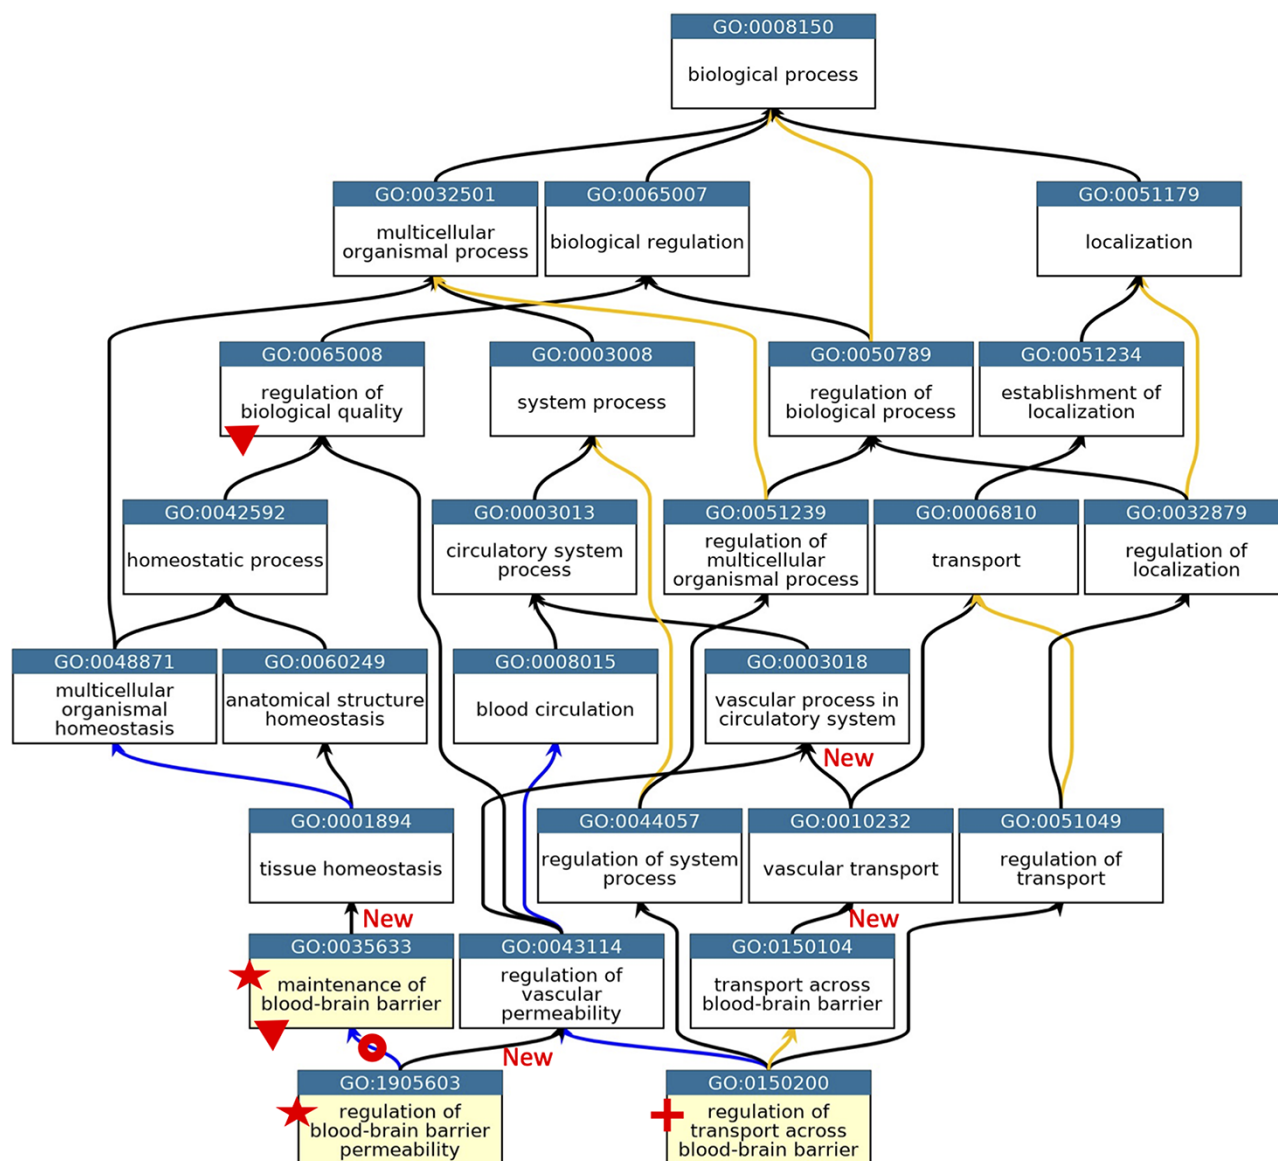 GO:0008150
biological process
GO:0032501
multicellular
organismal process
GO:0065007
biological regulation
GO:0051179
localization
GO:0065008
regulation of
biological quality
GO:0003008
system process
GO:0050789
regulation of
biological process
GO:0051234
establishment of
localization
GO:0042592
homeostatic process
GO:0003013
circulatory system
process
GO:0051239
regulation of
multicellular
organismal process
GO:0006810
transport
GO:0032879
regulation of
localization
GO:0048871
multicellular
organismal
homeostasis
GO:0060249
anatomical structure
homeostasis
GO:0008015
blood circulation
GO:0003018
vascular process in
circulatory system
New
GO:0001894
tissue homeostasis
GO:0044057
regulation of system
process
GO:0010232
vascular transport
GO:0051049
regulation of
transport
New
New
GO:0035633
maintenance of
blood-brain barrier
GO:0043114
regulation of
vascular
permeability
GO:0150104
transport across
blood-brain barrier
New
GO:1905603
regulation of
blood-brain barrier
permeability
GO:0150200
regulation of
transport across
blood-brain barrier